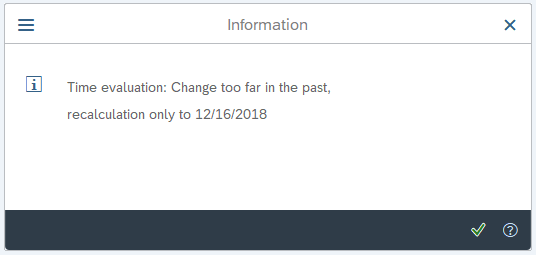 Information
Time evaluation: Change too far in the past,
recalculation only to 12/16/2018